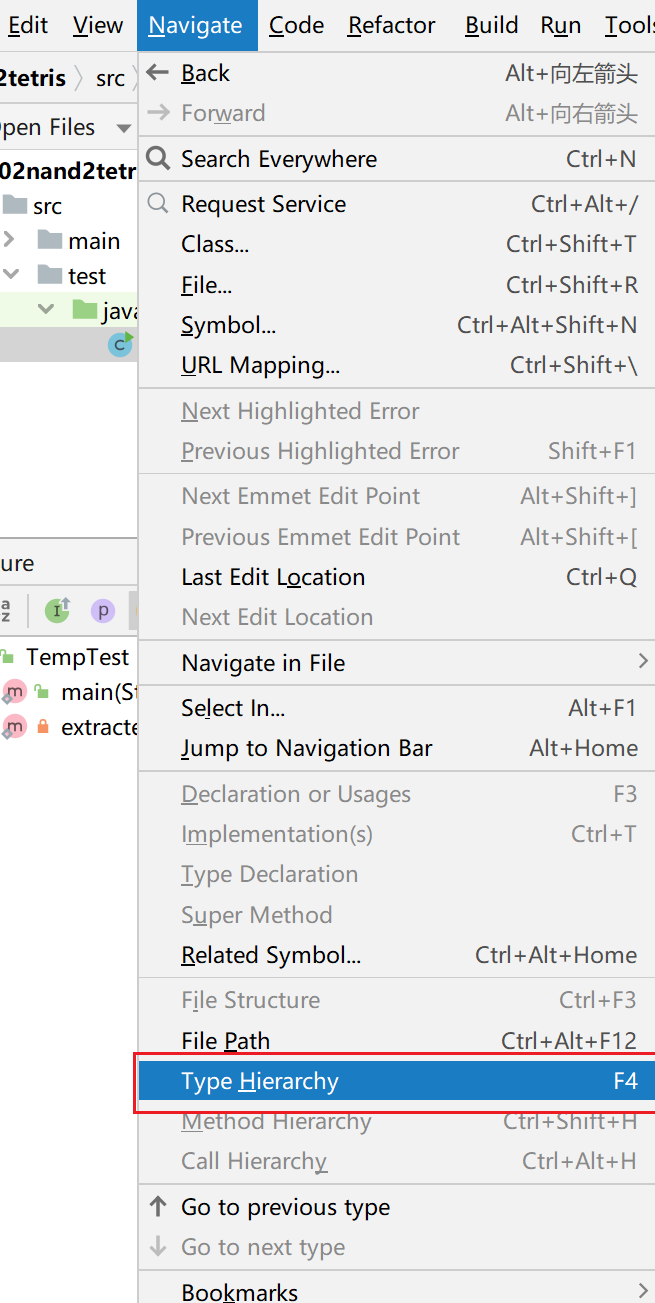 Edit View Navigate Code Refactor Build Run Tools
2tetris src
Open Files
02nand2tetr
src
main
test
java
C
ure
a
z
I p
TempTest
m main(St
m extracte
Back Alt+向左箭头
Forward Alt+向右箭头
Search Everywhere Ctrl+N
Request Service Ctrl+Alt+/
Class... Ctrl+Shift+T
File... Ctrl+Shift+R
Symbol... Ctrl+Alt+Shift+N
URL Mapping... Ctrl+Shift+\
Next Highlighted Error
Previous Highlighted Error Shift+F1
Next Emmet Edit Point Alt+Shift+]
Previous Emmet Edit Point Alt+Shift+[
Last Edit Location Ctrl+Q
Next Edit Location
Navigate in File
Select In... Alt+F1
Jump to Navigation Bar Alt+Home
Declaration or Usages F3
Implementation(s) Ctrl+T
Type Declaration
Super Method
Related Symbol... Ctrl+Alt+Home
File Structure Ctrl+F3
File Path Ctrl+Alt+F12
Type Hierarchy F4
Method Hierarchy Ctrl+Shift+H
Call Hierarchy Ctrl+Alt+H
Go to previous type
Go to next type
Bookmarks